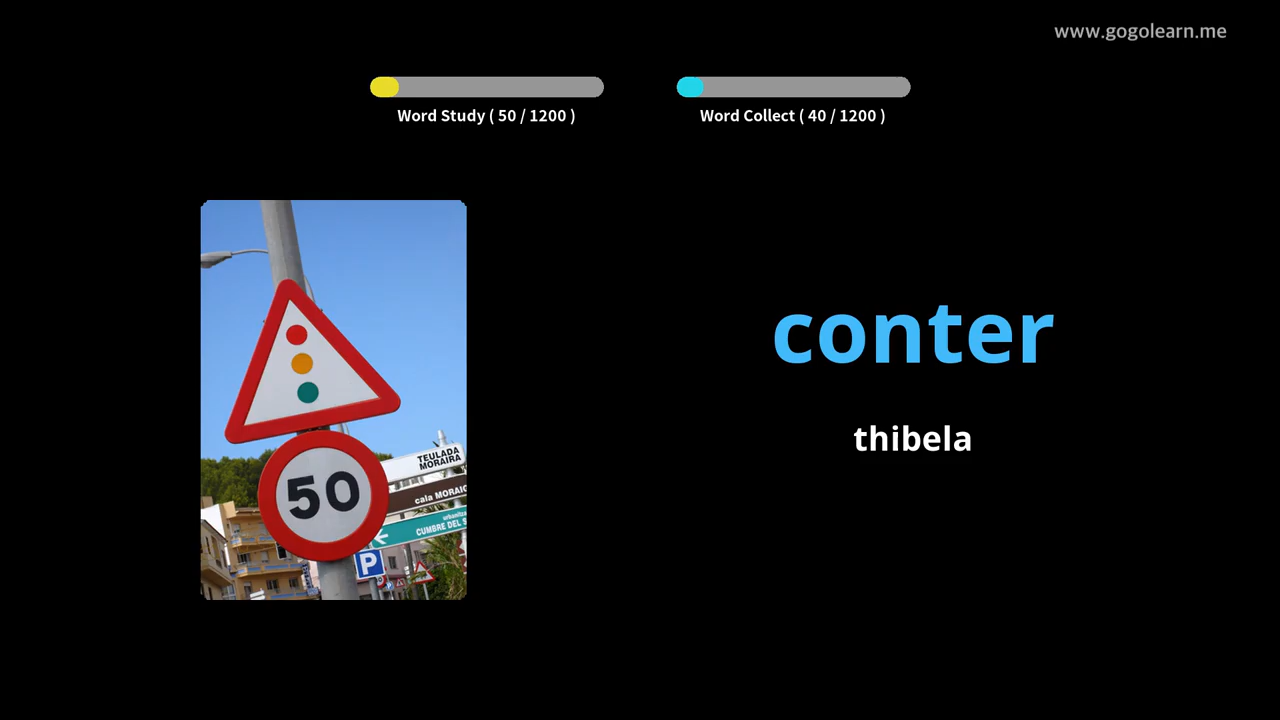 www.gogolearn.me
Word Study ( 50 / 1200 )
Word Collect ( 40 / 1200 )
conter
thibela
50
TEULADA
MORAIRA
cala
CUMBRE DEL
P